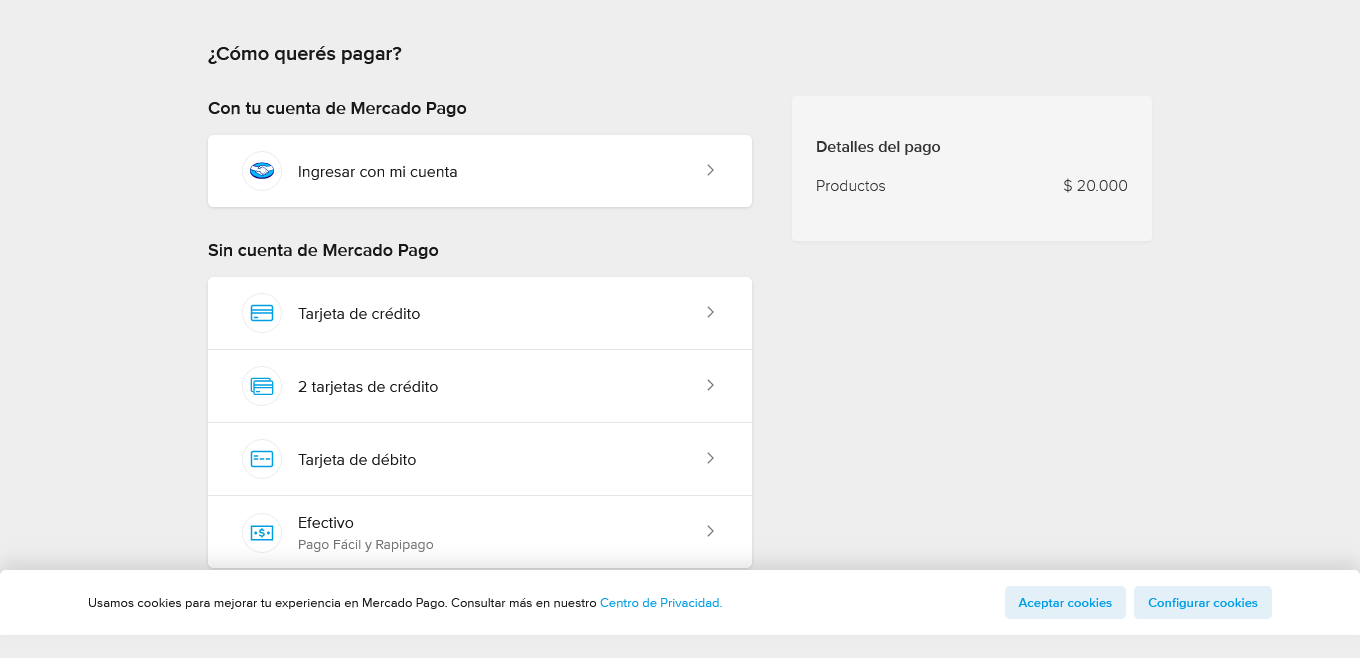 ¿Cómo querés pagar?
Con tu cuenta de Mercado Pago
Ingresar con mi cuenta
Sin cuenta de Mercado Pago
Tarjeta de crédito
2 tarjetas de crédito
Tarjeta de débito
Efectivo
Pago Fácil y Rapipago
Detalles del pago
Productos $ 20.000
Usamos cookies para mejorar tu experiencia en Mercado Pago. Consultar más en nuestro Centro de Privacidad.
Aceptar cookies
Configurar cookies